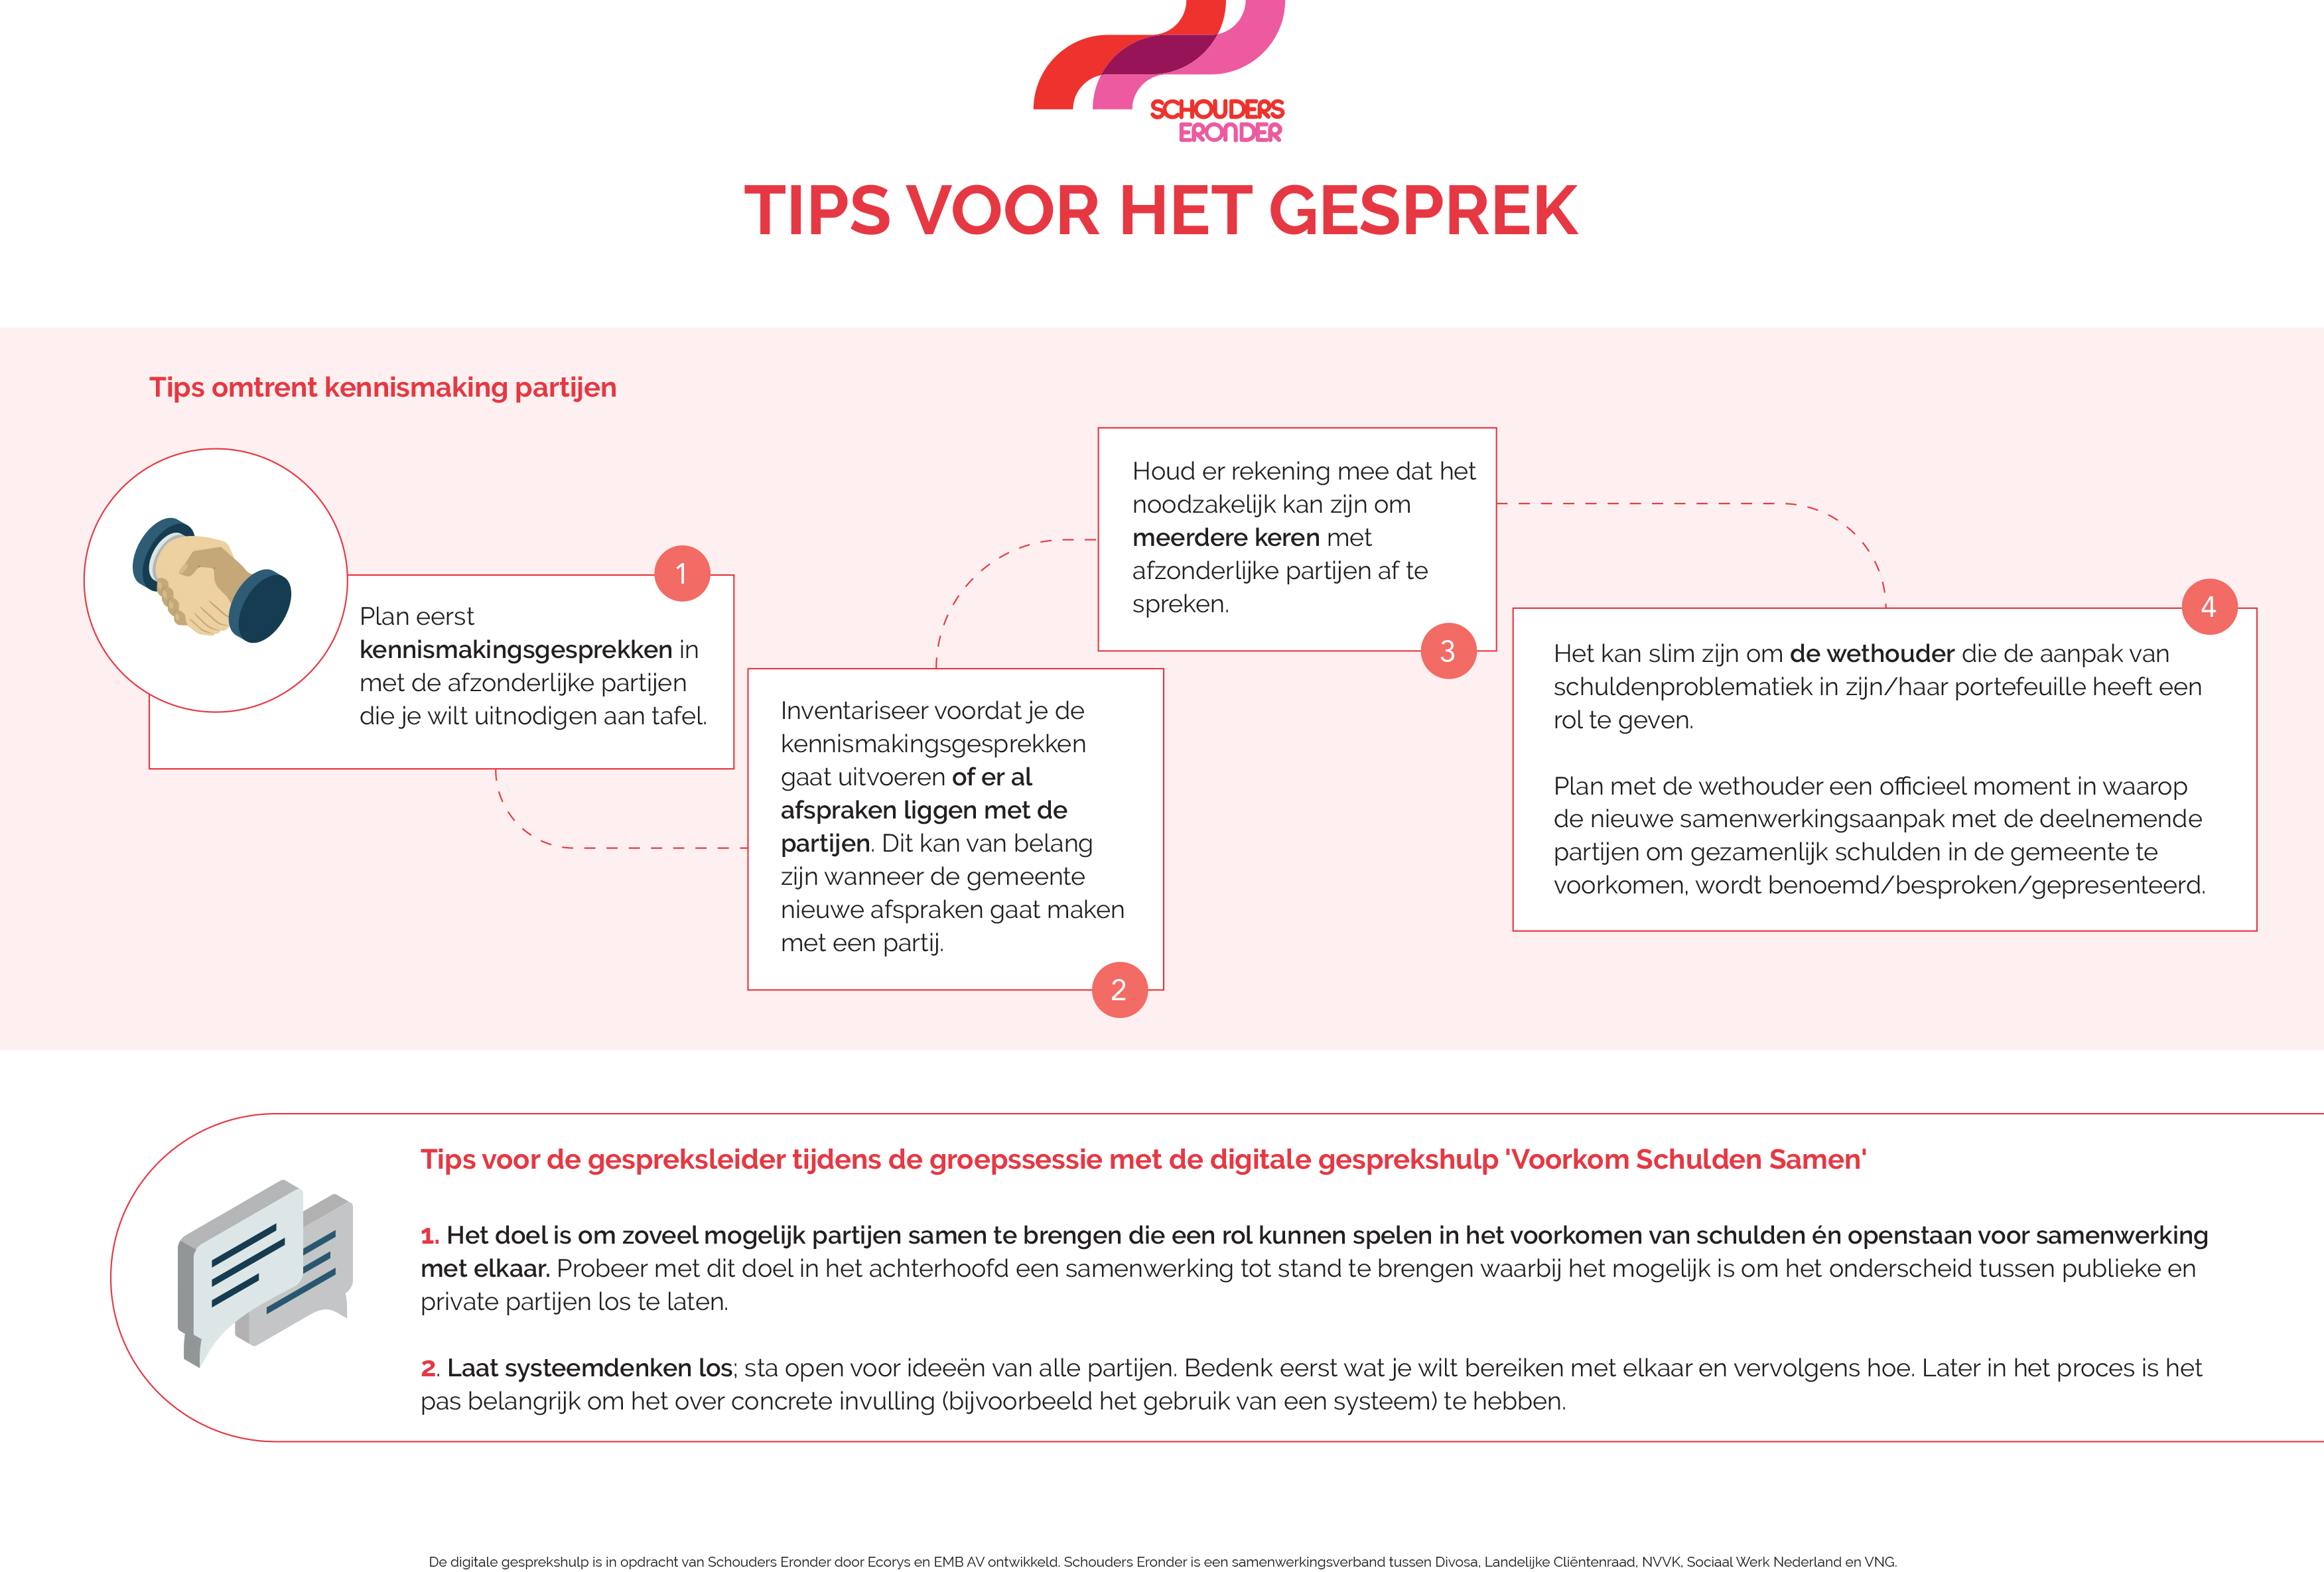 SCHOUDERS
ERONDER
TIPS VOOR HET GESPREK
Tips omtrent kennismaking partijen
1
Plan eerst
kennismakingsgesprekken in
met de afzonderlijke partijen
die je wilt uitnodigen aan tafel.
Inventariseer voordat je de
kennismakingsgesprekken
gaat uitvoeren of er al
afspraken liggen met de
partijen. Dit kan van belang
zijn wanneer de gemeente
nieuwe afspraken gaat maken
met een partij.
2
Houd er rekening mee dat het
noodzakelijk kan zijn om
meerdere keren met
afzonderlijke partijen af te
spreken.
3
4
Het kan slim zijn om de wethouder die de aanpak van
schuldenproblematiek in zijn/haar portefeuille heeft een
rol te geven.
Plan met de wethouder een officieel moment in waarop
de nieuwe samenwerkingsaanpak met de deelnemende
partijen om gezamenlijk schulden in de gemeente te
voorkomen, wordt benoemd/besproken/gepresenteerd.
Tips voor de gespreksleider tijdens de groepssessie met de digitale gesprekshulp 'Voorkom Schulden Samen'
1. Het doel is om zoveel mogelijk partijen samen te brengen die een rol kunnen spelen in het voorkomen van schulden én openstaan voor samenwerking
met elkaar. Probeer met dit doel in het achterhoofd een samenwerking tot stand te brengen waarbij het mogelijk is om het onderscheid tussen publieke en
private partijen los te laten.
2. Laat systeemdenken los; sta open voor ideeën van alle partijen. Bedenk eerst wat je wilt bereiken met elkaar en vervolgens hoe. Later in het proces is het
pas belangrijk om het over concrete invulling (bijvoorbeeld het gebruik van een systeem) te hebben.
De digitale gesprekshulp is in opdracht van Schouders Eronder door Ecorys en EMB AV ontwikkeld. Schouders Eronder is een samenwerkingsverband tussen Divosa, Landelijke Cliëntenraad, NVVK, Sociaal Werk Nederland en VNG.